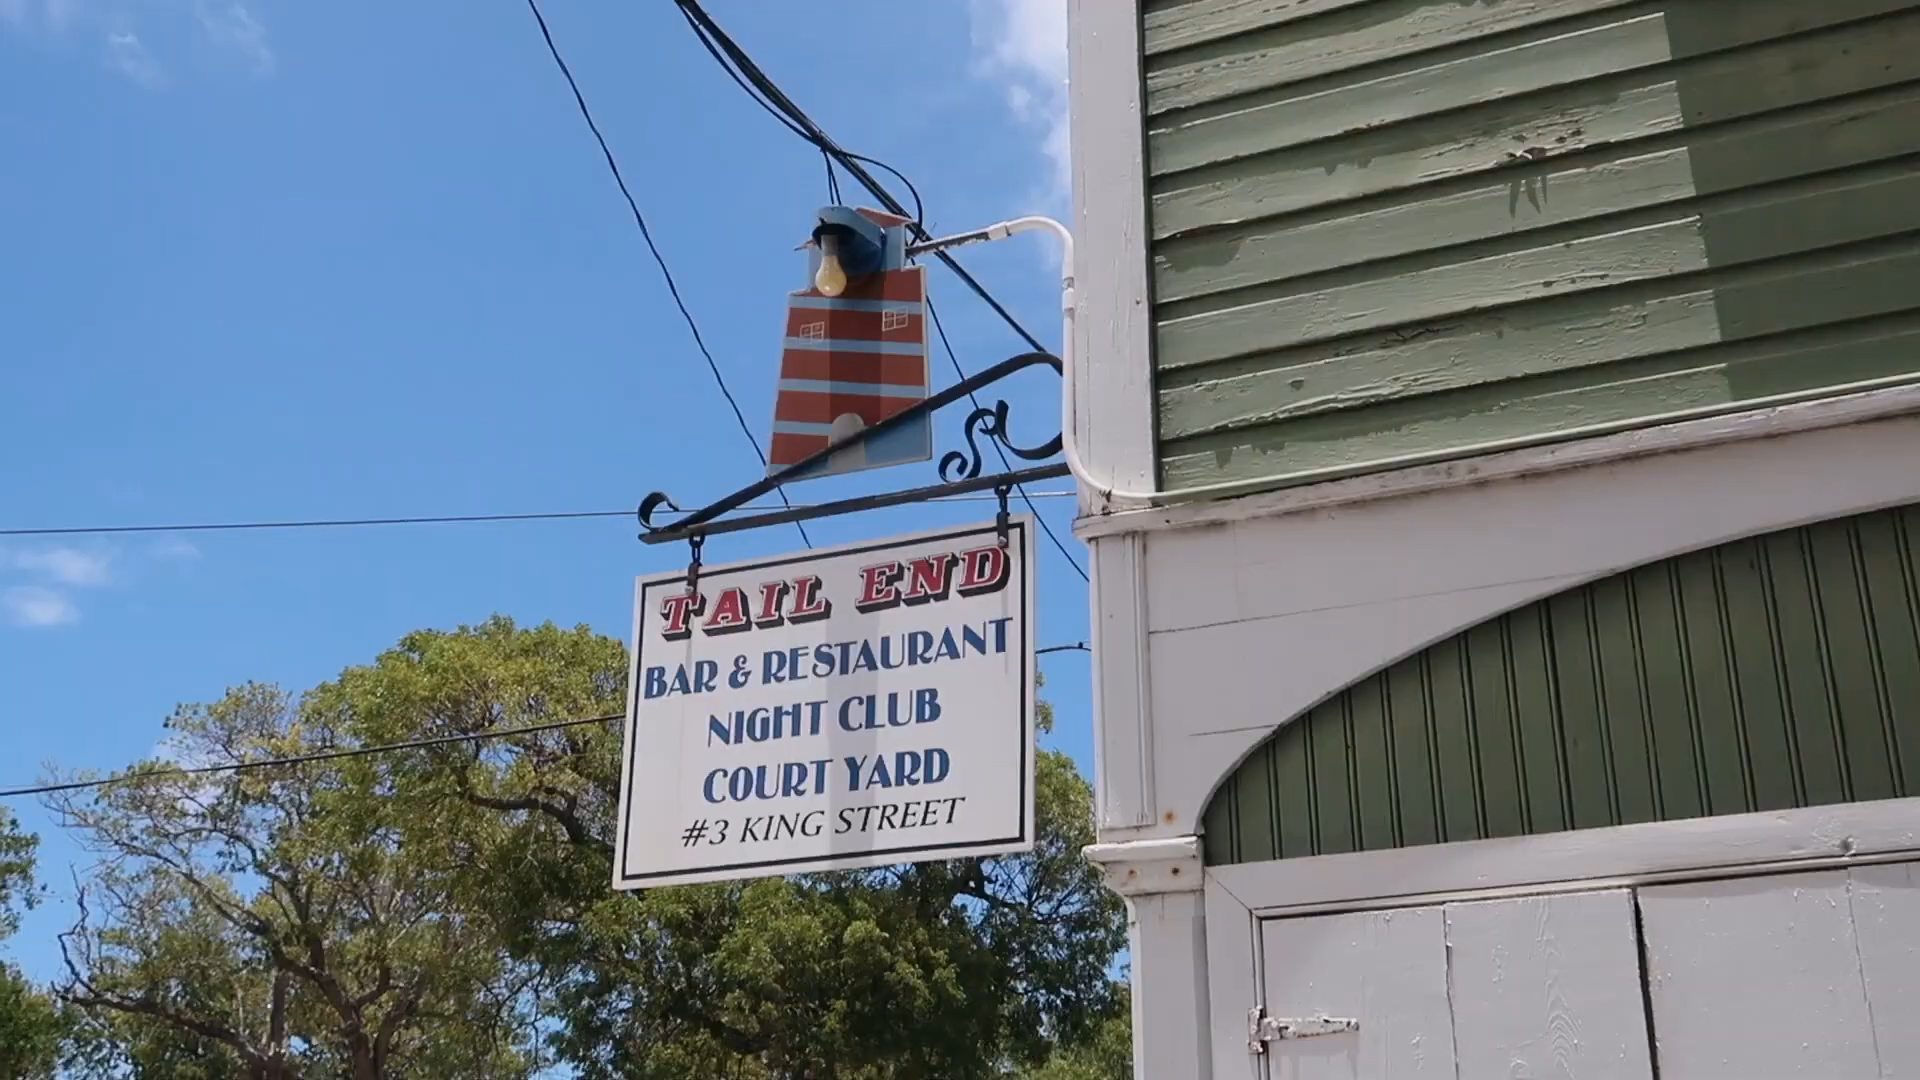 TAIL END
BAR & RESTAURANT
NIGHT CLUB
COURT YARD
#3 KING STREET